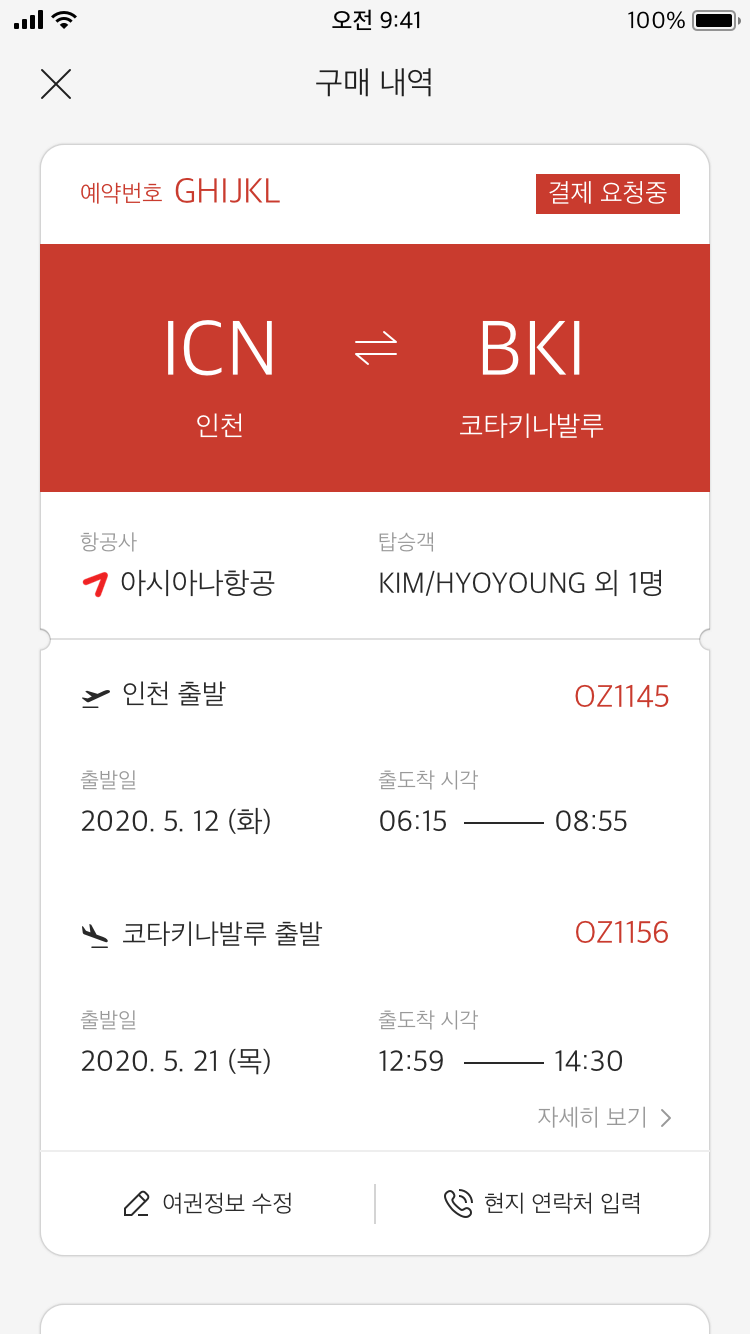 오전 9:41
100%
구매 내역
예약번호 GHIJKL
결제 요청중
ICN
BKI
인천
코타키나발루
항공사
탑승객
아시아나항공
KIM/HYOYOUNG 외 1명
인천 출발
OZ1145
출발일
출도착 시각
2020. 5. 12 (화)
06:15
08:55
코타키나발루 출발
OZ1156
출발일
출도착 시각
2020. 5. 21 (목)
12:59
14:30
자세히 보기
여권정보 수정
현지 연락처 입력